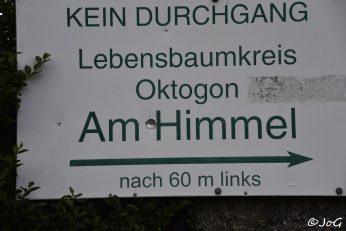 KEIN DURCHGANG
Lebensbaumkreis
Oktogon
Am Himmel
nach 60 m links
© JoG